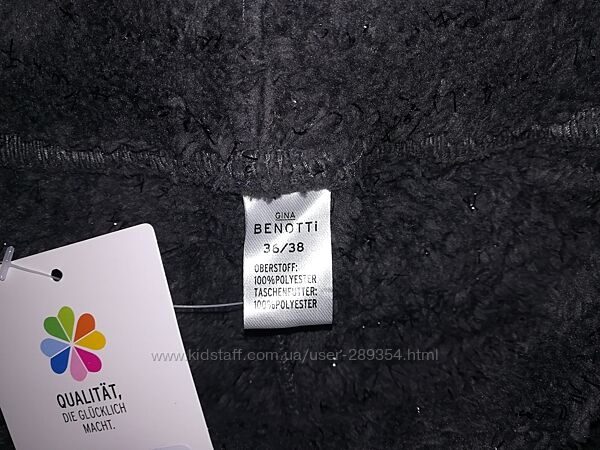 GINA
BENOTTi
36/38
OBERSTOFF:
100%POLYESTER
TASCHENFUTTER:
100%POLYESTER
www.kidstaff.com.ua/user-289354.html
QUALITÄT,
DIE GLÜCKLICH
MACHT.